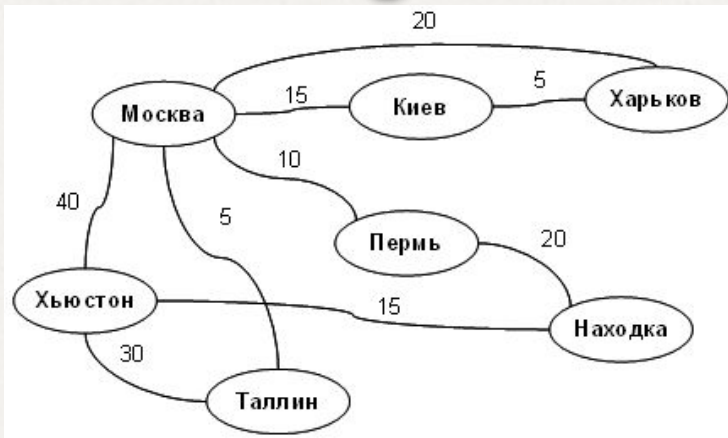 20
15
5
Москва
Киев
Харьков
10
40
5
Пермь
20
Хьюстон
15
Находка
30
Таллин